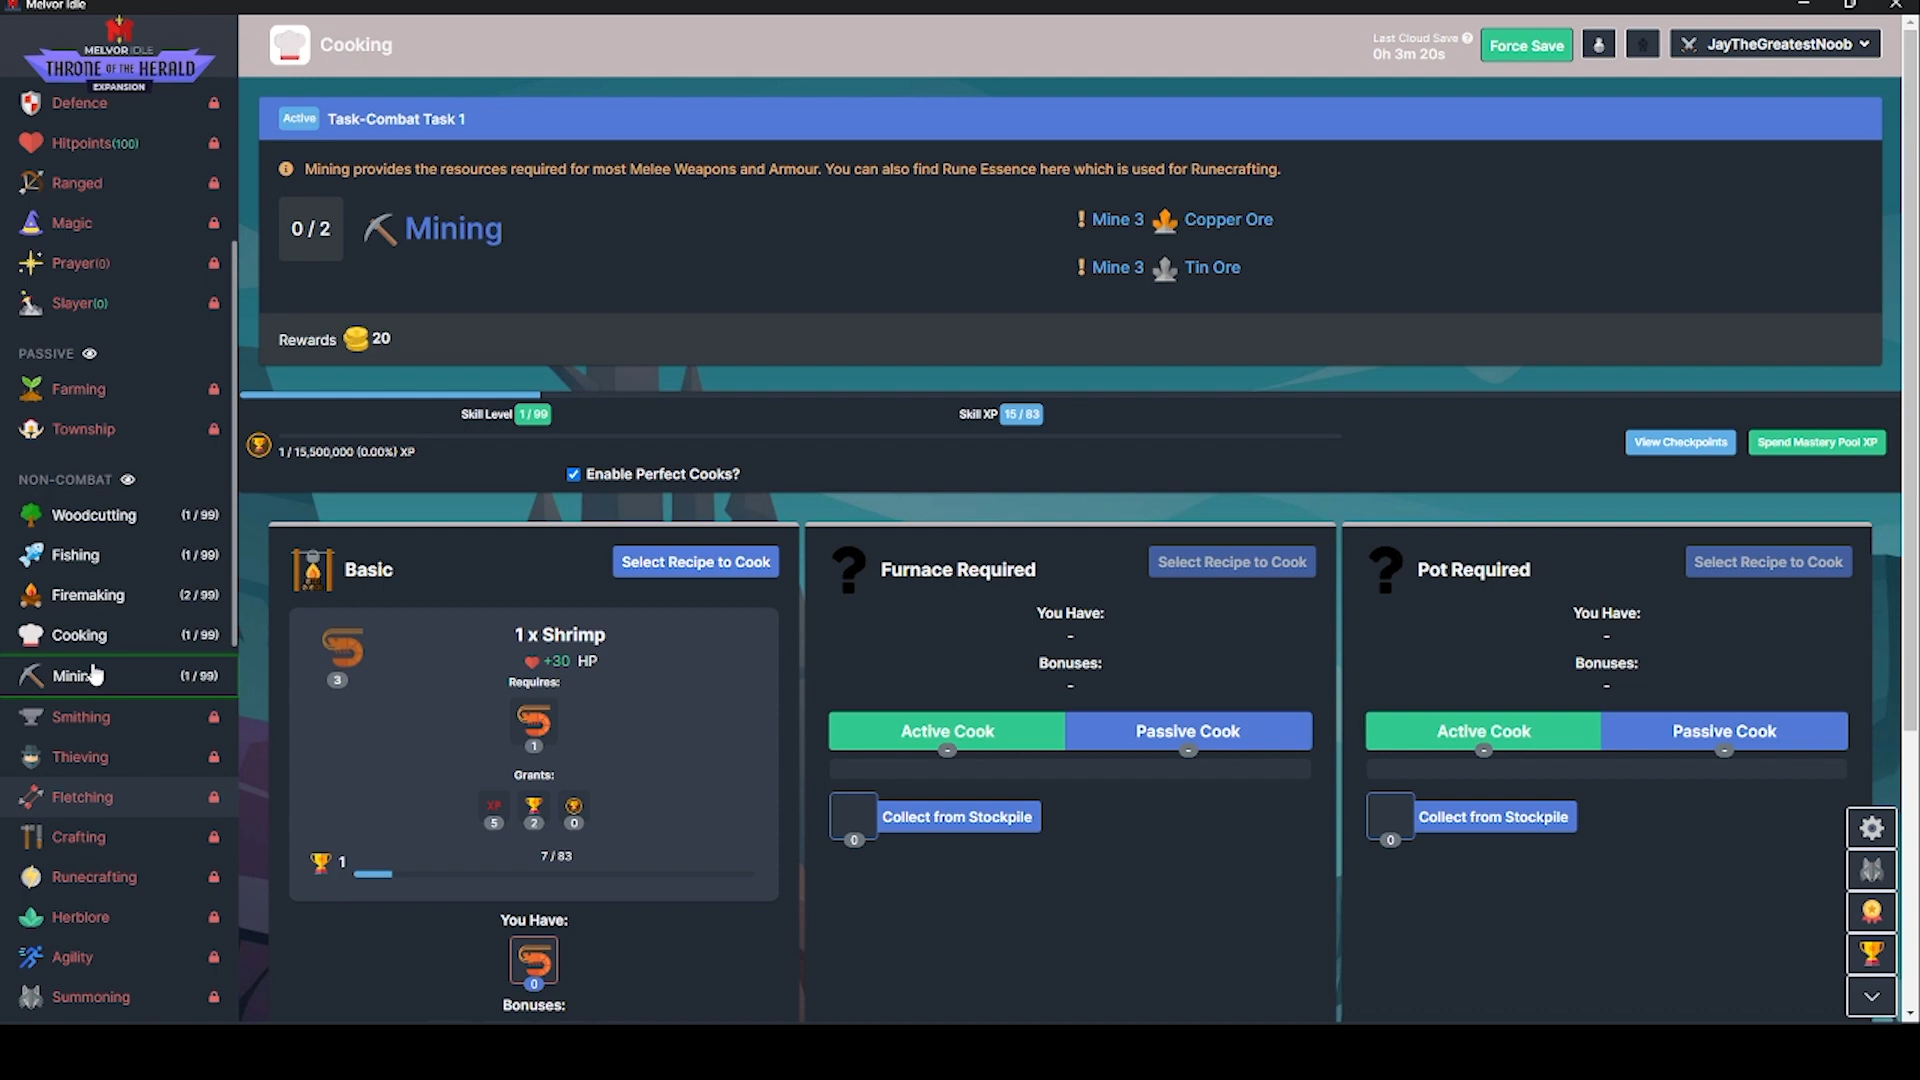 Melvor Idle
MELVOR IDLE
THRONE OF THE HERALD
EXPANSION
Defence
Hitpoints(100)
Ranged
Magic
Prayer(0)
Slayer(0)
PASSIVE
Farming
Township
NON-COMBAT
Woodcutting (1 / 99)
Fishing (1 / 99)
Firemaking (2 / 99)
Cooking (1 / 99)
(1 / 99)
Smithing
Thieving
Fletching
Crafting
Runecrafting
Herblore
Agility
Summoning
Cooking
Last Cloud Save
0h 3m 20s
Force Save
JayTheGreatestNoob
Active Task-Combat Task 1
Mining provides the resources required for most Melee Weapons and Armour. You can also find Rune Essence here which is used for Runecrafting.
0 / 2 Mining
Mine 3 Copper Ore
Mine 3 Tin Ore
Rewards 20
Skill Level 1 / 99 Skill XP 15 / 83
1 / 15,500,000 (0.00%) XP
View Checkpoints Spend Mastery Pool XP
Enable Perfect Cooks?
Basic Select Recipe to Cook
1 x Shrimp
+30 HP
3
Requires:
1
Grants:
XP
5 2 0
7 / 83
1
You Have:
0
Bonuses:
Furnace Required Select Recipe to Cook
You Have:
-
Bonuses:
-
Active Cook Passive Cook
- -
Collect from Stockpile
0
Pot Required Select Recipe to Cook
You Have:
-
Bonuses:
-
Active Cook Passive Cook
- -
Collect from Stockpile
0